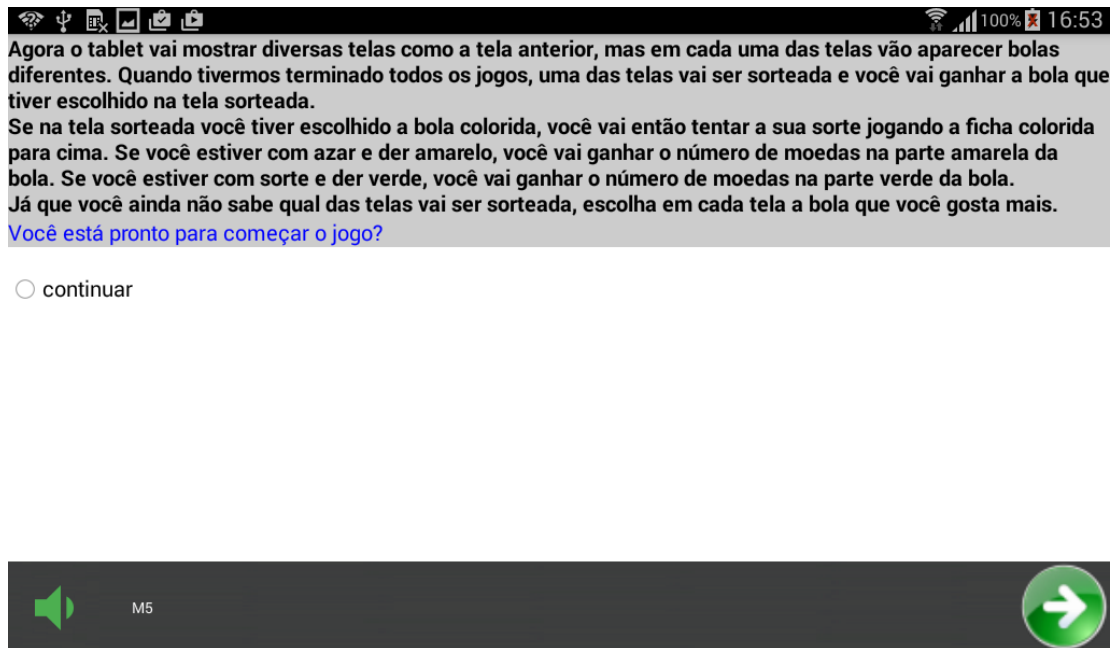 100% 16:53
Agora o tablet vai mostrar diversas telas como a tela anterior, mas em cada uma das telas vão aparecer bolas
diferentes. Quando tivermos terminado todos os jogos, uma das telas vai ser sorteada e você vai ganhar a bola que
tiver escolhido na tela sorteada.
Se na tela sorteada você tiver escolhido a bola colorida, você vai então tentar a sua sorte jogando a ficha colorida
para cima. Se você estiver com azar e der amarelo, você vai ganhar o número de moedas na parte amarela da
bola. Se você estiver com sorte e der verde, você vai ganhar o número de moedas na parte verde da bola.
Já que você ainda não sabe qual das telas vai ser sorteada, escolha em cada tela a bola que você gosta mais.
Você está pronto para começar o jogo?
continuar
M5